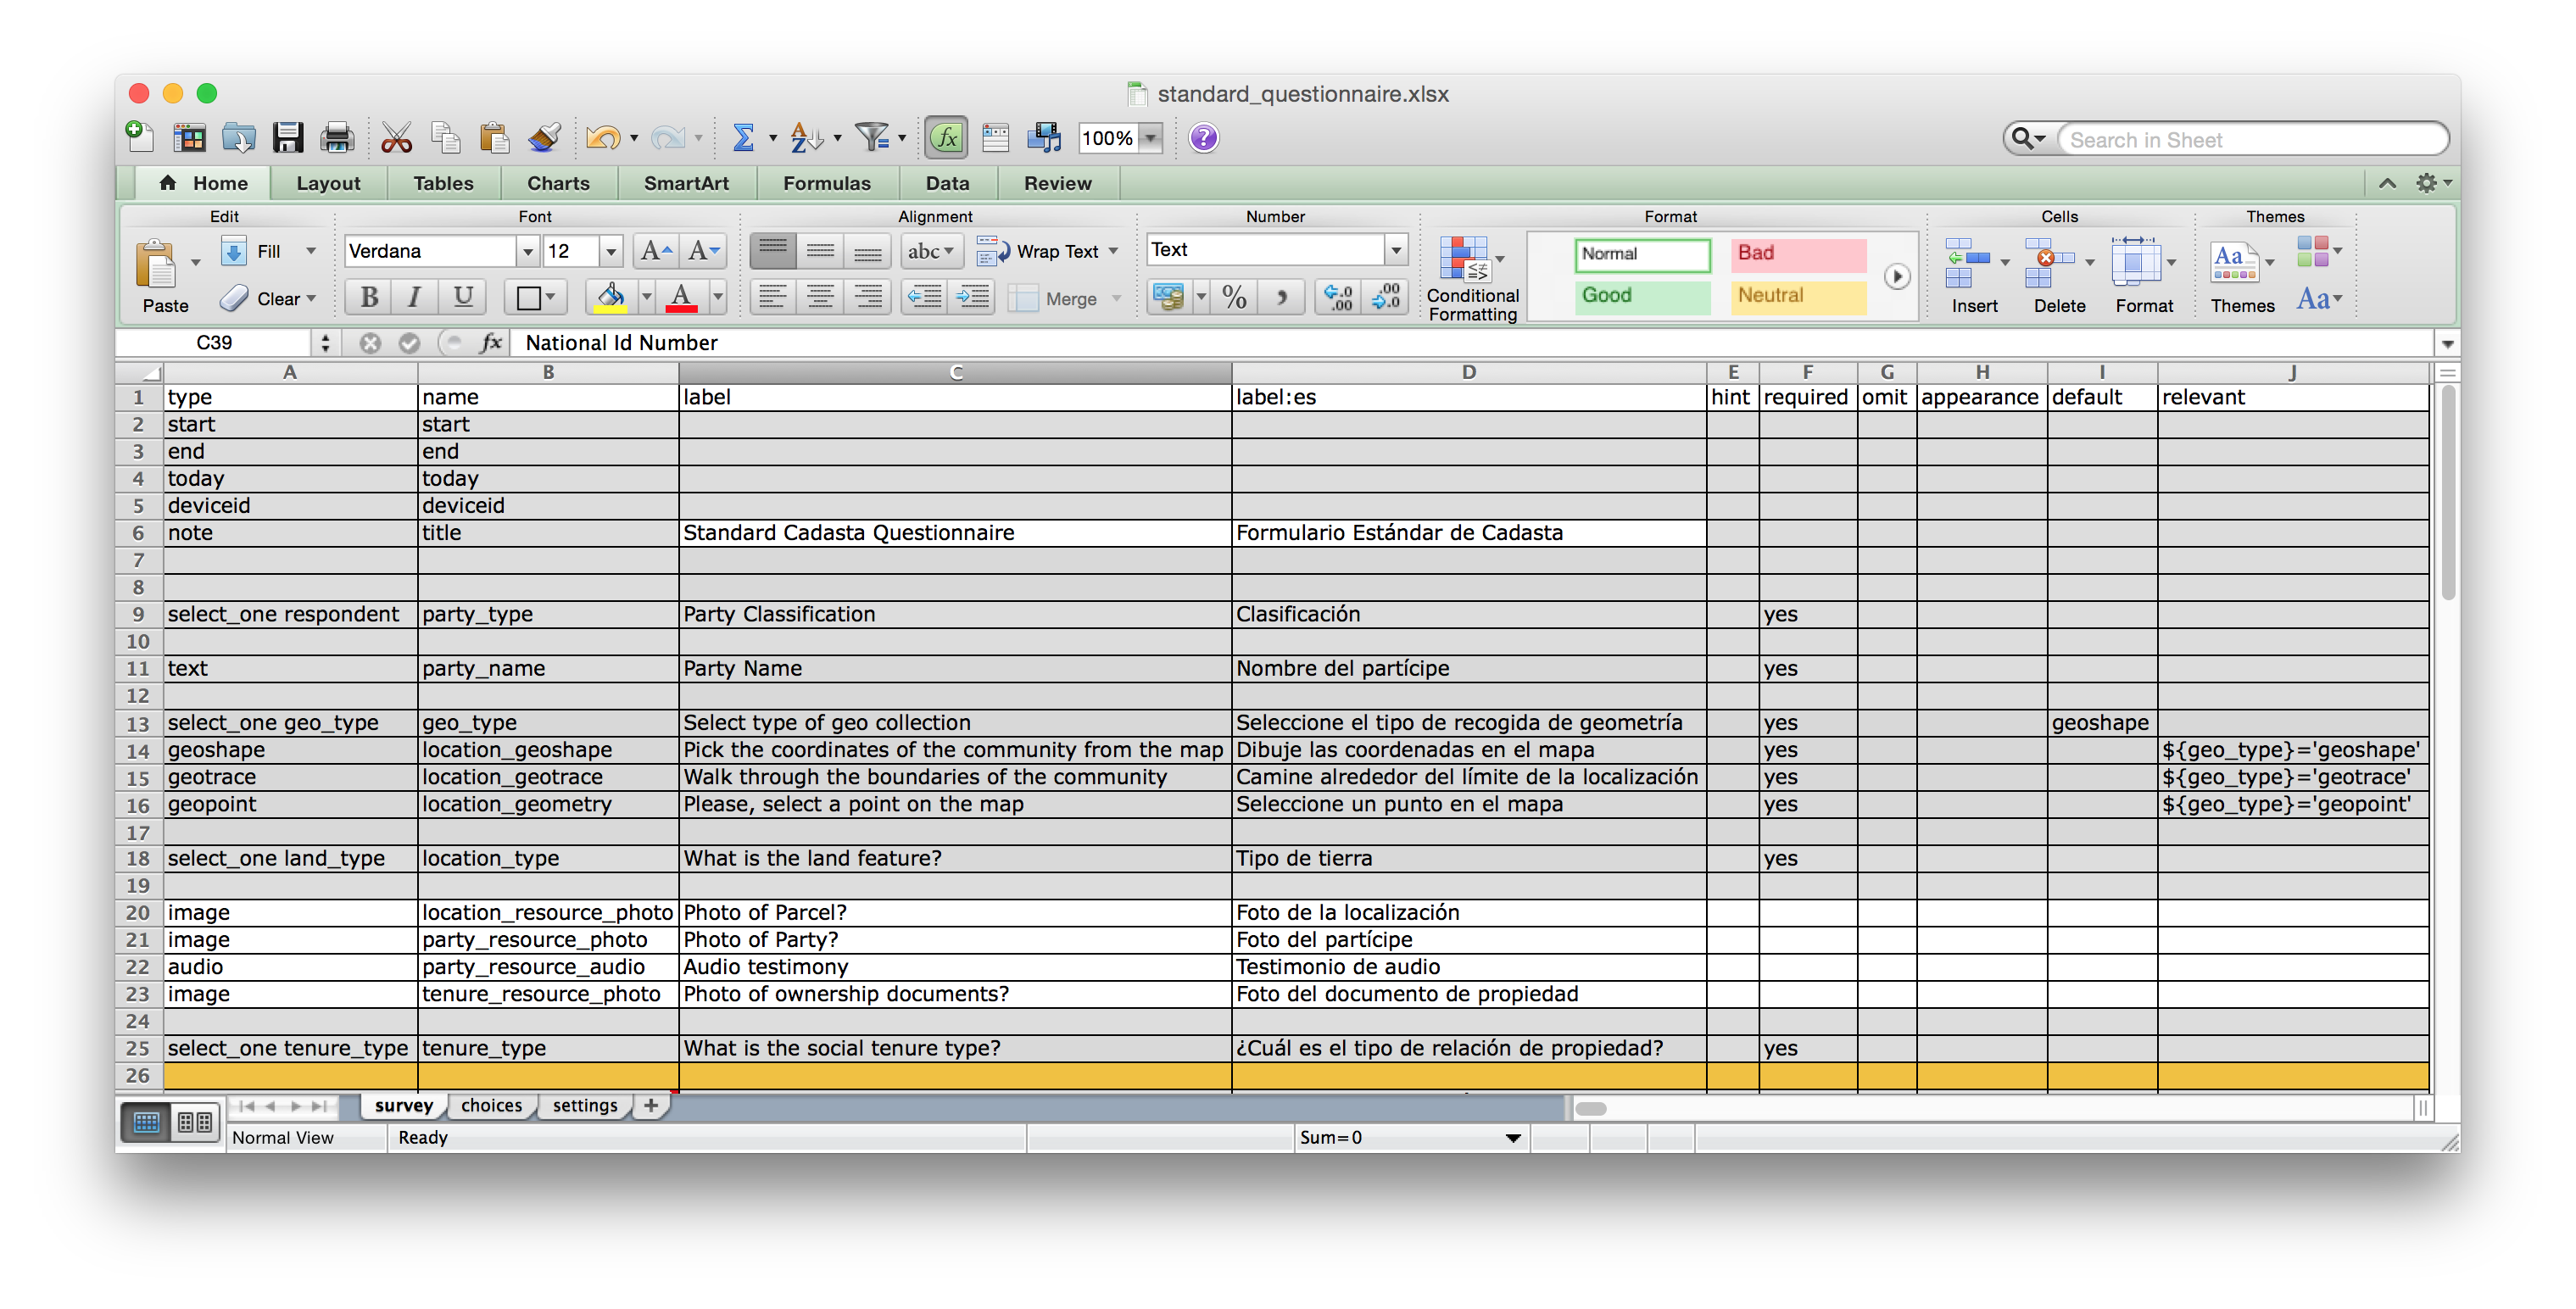 standard_questionnaire.xlsx
Σ A Z fx 100% ? Search in Sheet
Home Layout Tables Charts SmartArt Formulas Data Review
Edit Font Alignment Number Format Cells Themes
Fill Verdana 12 A A abc Wrap Text Text Normal Bad Aa
Paste Clear B I U A Merge % , .0 .00 .00 .0 Conditional Formatting Good Neutral Insert Delete Format Themes Aa
C39 fx National Id Number
A B C D E F G H I J
1 type name label label:es hint required omit appearance default relevant
2 start start
3 end end
4 today today
5 deviceid deviceid
6 note title Standard Cadasta Questionnaire Formulario Estándar de Cadasta
7
8
9 select_one respondent party_type Party Classification Clasificación yes
10
11 text party_name Party Name Nombre del partícipe yes
12
13 select_one geo_type geo_type Select type of geo collection Seleccione el tipo de recogida de geometría yes geoshape
14 geoshape location_geoshape Pick the coordinates of the community from the map Dibuje las coordenadas en el mapa yes ${geo_type}='geoshape'
15 geotrace location_geotrace Walk through the boundaries of the community Camine alrededor del límite de la localización yes ${geo_type}='geotrace'
16 geopoint location_geometry Please, select a point on the map Seleccione un punto en el mapa yes ${geo_type}='geopoint'
17
18 select_one land_type location_type What is the land feature? Tipo de tierra yes
19
20 image location_resource_photo Photo of Parcel? Foto de la localización
21 image party_resource_photo Photo of Party? Foto del partícipe
22 audio party_resource_audio Audio testimony Testimonio de audio
23 image tenure_resource_photo Photo of ownership documents? Foto del documento de propiedad
24
25 select_one tenure_type tenure_type What is the social tenure type? ¿Cuál es el tipo de relación de propiedad? yes
26
survey choices settings +
Normal View Ready Sum=0